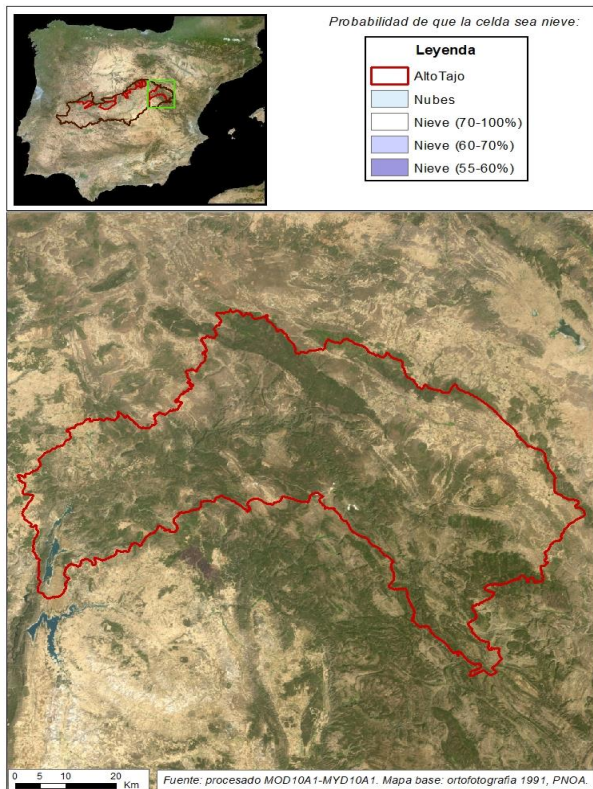 Probabilidad de que la celda sea nieve:
Leyenda
AltoTajo
Nubes
Nieve (70-100%)
Nieve (60-70%)
Nieve (55-60%)
0 5 10 20
Km
Fuente: procesado MOD10A1-MYD10A1. Mapa base: ortofotografia 1991, PNOA.